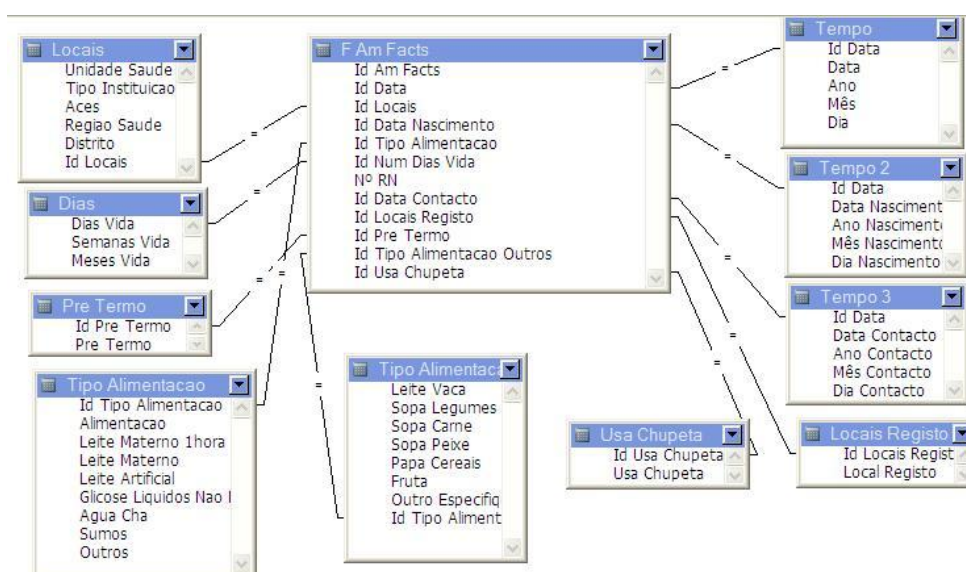 Locais
Unidade Saude
Tipo Instituicao
Aces
Regiao Saude
Distrito
Id Locais
Dias
Dias Vida
Semanas Vida
Meses Vida
Pre Termo
Id Pre Termo
Pre Termo
Tipo Alimentacao
Id Tipo Alimentacao
Alimentacao
Leite Materno 1hora
Leite Materno
Leite Artificial
Glicose Liquidos Nao
Agua Cha
Sumos
Outros
F Am Facts
Id Am Facts
Id Data
Id Locais
Id Data Nascimento
Id Tipo Alimentacao
Id Num Dias Vida
Nº RN
Id Data Contacto
Id Locais Registo
Id Pre Termo
Id Tipo Alimentacao Outros
Id Usa Chupeta
Tipo Alimentaca
Leite Vaca
Sopa Legumes
Sopa Carne
Sopa Peixe
Papa Cereais
Fruta
Outro Especifiq
Id Tipo Aliment
Usa Chupeta
Id Usa Chupeta
Usa Chupeta
Tempo
Id Data
Data
Ano
Mês
Dia
Tempo 2
Id Data
Data Nasciment
Ano Nascimento
Mês Nascimento
Dia Nascimento
Tempo 3
Id Data
Data Contacto
Ano Contacto
Mês Contacto
Dia Contacto
Locais Registo
Id Locais Regist
Local Registo